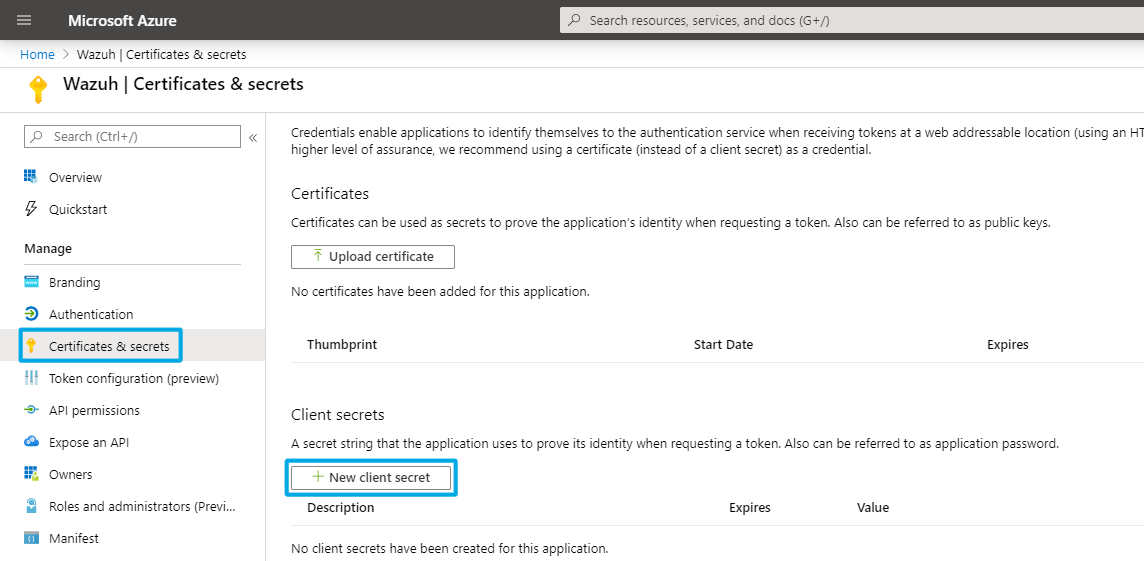 Microsoft Azure
Search resources, services, and docs (G+/)
Home > Wazuh | Certificates & secrets
Wazuh | Certificates & secrets
Search (Ctrl+/)
«
Overview
Quickstart
Manage
Branding
Authentication
Certificates & secrets
Token configuration (preview)
API permissions
Expose an API
Owners
Roles and administrators (Previ...
Manifest
Credentials enable applications to identify themselves to the authentication service when receiving tokens at a web addressable location (using an HT
higher level of assurance, we recommend using a certificate (instead of a client secret) as a credential.
Certificates
Certificates can be used as secrets to prove the application's identity when requesting a token. Also can be referred to as public keys.
Upload certificate
No certificates have been added for this application.
Thumbprint Start Date Expires
Client secrets
A secret string that the application uses to prove its identity when requesting a token. Also can be referred to as application password.
New client secret
Description Expires Value
No client secrets have been created for this application.